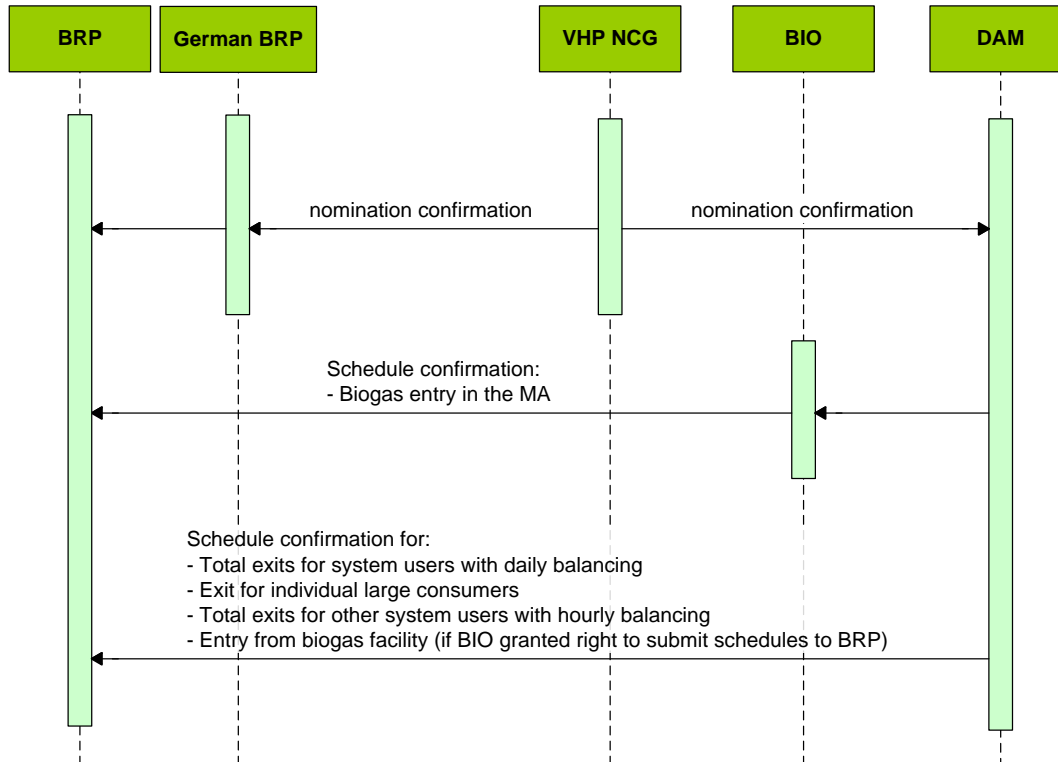 BRP
German BRP
VHP NCG
BIO
DAM
nomination confirmation
nomination confirmation
Schedule confirmation:
- Biogas entry in the MA
Schedule confirmation for:
- Total exits for system users with daily balancing
- Exit for individual large consumers
- Total exits for other system users with hourly balancing
- Entry from biogas facility (if BIO granted right to submit schedules to BRP)